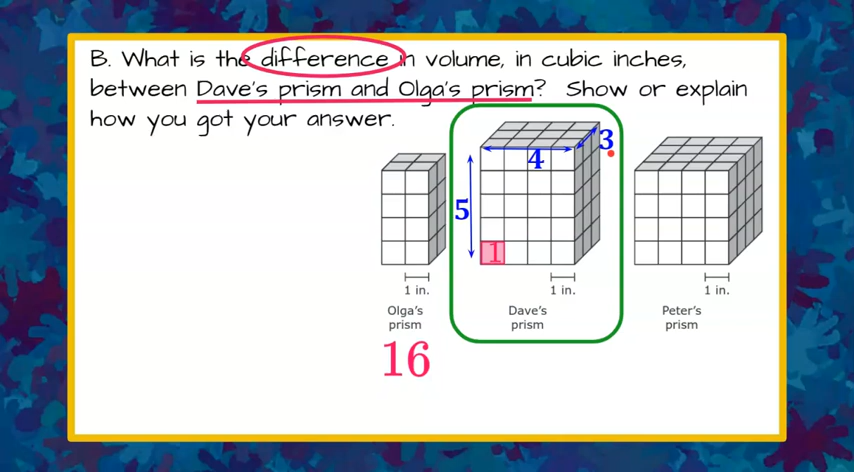 B. What is the difference in volume, in cubic inches,
between Dave's prism and Olga's prism? Show or explain
how you got your answer.
3
4
5
1
1 in.
1 in.
1 in.
Olga's
prism
Dave's
prism
Peter's
prism
16